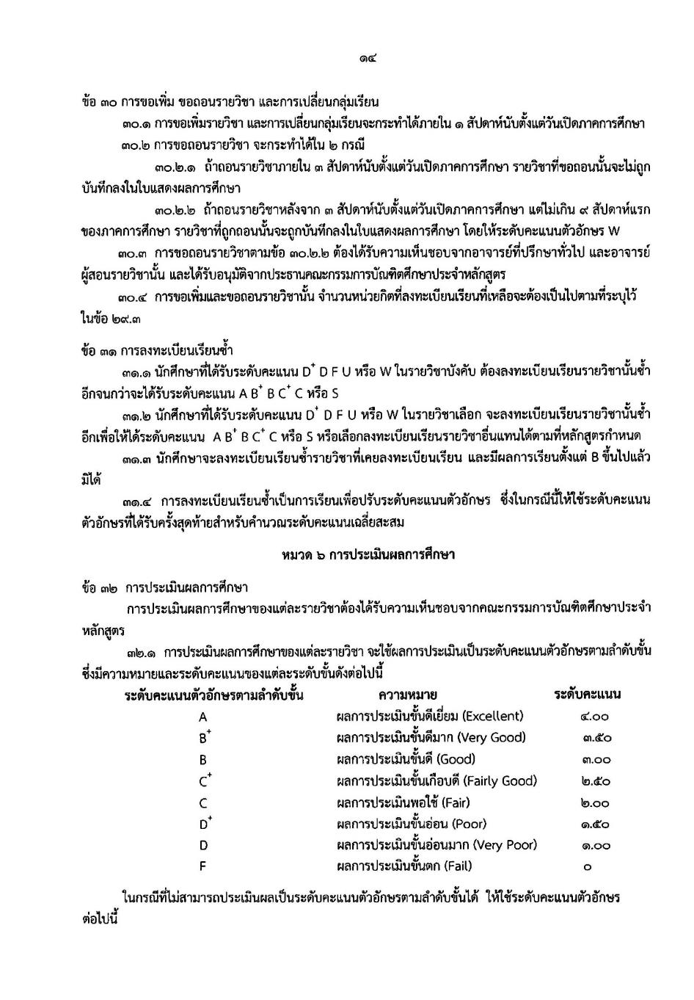 ๑๔
ข้อ ๓๐ การขอเพิ่ม ขอถอนรายวิชา และการเปลี่ยนกลุ่มเรียน
๓๐.๑ การขอเพิ่มรายวิชา และการเปลี่ยนกลุ่มเรียนจะกระทำได้ภายใน ๑ สัปดาห์นับตั้งแต่วันเปิดภาคการศึกษา
๓๐.๒ การขอถอนรายวิชา จะกระทำได้ใน ๒ กรณี
๓๐.๒.๑ ถ้าถอนรายวิชาภายใน ๓ สัปดาห์นับตั้งแต่วันเปิดภาคการศึกษา รายวิชาที่ขอถอนนั้นจะไม่ถูก
บันทึกลงในใบแสดงผลการศึกษา
๓๐.๒.๒ ถ้าถอนรายวิชาหลังจาก ๓ สัปดาห์นับตั้งแต่วันเปิดภาคการศึกษา แต่ไม่เกิน ๙ สัปดาห์แรก
ของภาคการศึกษา รายวิชาที่ถูกถอนนั้นจะถูกบันทึกลงในใบแสดงผลการศึกษา โดยให้ระดับคะแนนตัวอักษร W
๓๐.๓ การขอถอนรายวิชาตามข้อ ๓๐.๒.๒ ต้องได้รับความเห็นชอบจากอาจารย์ที่ปรึกษาทั่วไป และอาจารย์
ผู้สอนรายวิชานั้น และได้รับอนุมัติจากประธานคณะกรรมการบัณฑิตศึกษาประจำหลักสูตร
๓๐.๔ การขอเพิ่มและขอถอนรายวิชานั้น จำนวนหน่วยกิตที่ลงทะเบียนเรียนที่เหลือจะต้องเป็นไปตามที่ระบุไว้
ในข้อ ๒๙.๓
ข้อ ๓๑ การลงทะเบียนเรียนซ้ำ
๓๑.๑ นักศึกษาที่ได้รับระดับคะแนน D⁺ D F U หรือ W ในรายวิชาบังคับ ต้องลงทะเบียนเรียนรายวิชานั้นซ้ำ
อีกจนกว่าจะได้รับระดับคะแนน A B⁺ B C⁺ C หรือ S
๓๑.๒ นักศึกษาที่ได้รับระดับคะแนน D⁺ D F U หรือ W ในรายวิชาเลือก จะลงทะเบียนเรียนรายวิชานั้นซ้ำ
อีกเพื่อให้ได้ระดับคะแนน A B⁺ B C⁺ C หรือ S หรือเลือกลงทะเบียนเรียนรายวิชาอื่นแทนได้ตามที่หลักสูตรกำหนด
๓๑.๓ นักศึกษาจะลงทะเบียนเรียนซ้ำรายวิชาที่เคยลงทะเบียนเรียน และมีผลการเรียนตั้งแต่ B ขึ้นไปแล้ว
มิได้
๓๑.๔ การลงทะเบียนเรียนซ้ำเป็นการเรียนเพื่อปรับระดับคะแนนตัวอักษร ซึ่งในกรณีนี้ให้ใช้ระดับคะแนน
ตัวอักษรที่ได้รับครั้งสุดท้ายสำหรับคำนวณระดับคะแนนเฉลี่ยสะสม
หมวด ๖ การประเมินผลการศึกษา
ข้อ ๓๒ การประเมินผลการศึกษา
การประเมินผลการศึกษาของแต่ละรายวิชาต้องได้รับความเห็นชอบจากคณะกรรมการบัณฑิตศึกษาประจำ
หลักสูตร
๓๒.๑ การประเมินผลการศึกษาของแต่ละรายวิชา จะใช้ผลการประเมินเป็นระดับคะแนนตัวอักษรตามลำดับขั้น
ซึ่งมีความหมายและระดับคะแนนของแต่ละระดับขั้นดังต่อไปนี้
ระดับคะแนนตัวอักษรตามลำดับขั้น ความหมาย ระดับคะแนน
A ผลการประเมินขั้นดีเยี่ยม (Excellent) ๔.๐๐
B⁺ ผลการประเมินขั้นดีมาก (Very Good) ๓.๕๐
B ผลการประเมินขั้นดี (Good) ๓.๐๐
C⁺ ผลการประเมินขั้นเกือบดี (Fairly Good) ๒.๕๐
C ผลการประเมินพอใช้ (Fair) ๒.๐๐
D⁺ ผลการประเมินขั้นอ่อน (Poor) ๑.๕๐
D ผลการประเมินขั้นอ่อนมาก (Very Poor) ๑.๐๐
F ผลการประเมินขั้นตก (Fail) ๐
ในกรณีที่ไม่สามารถประเมินผลเป็นระดับคะแนนตัวอักษรตามลำดับขั้นได้ ให้ใช้ระดับคะแนนตัวอักษร
ต่อไปนี้